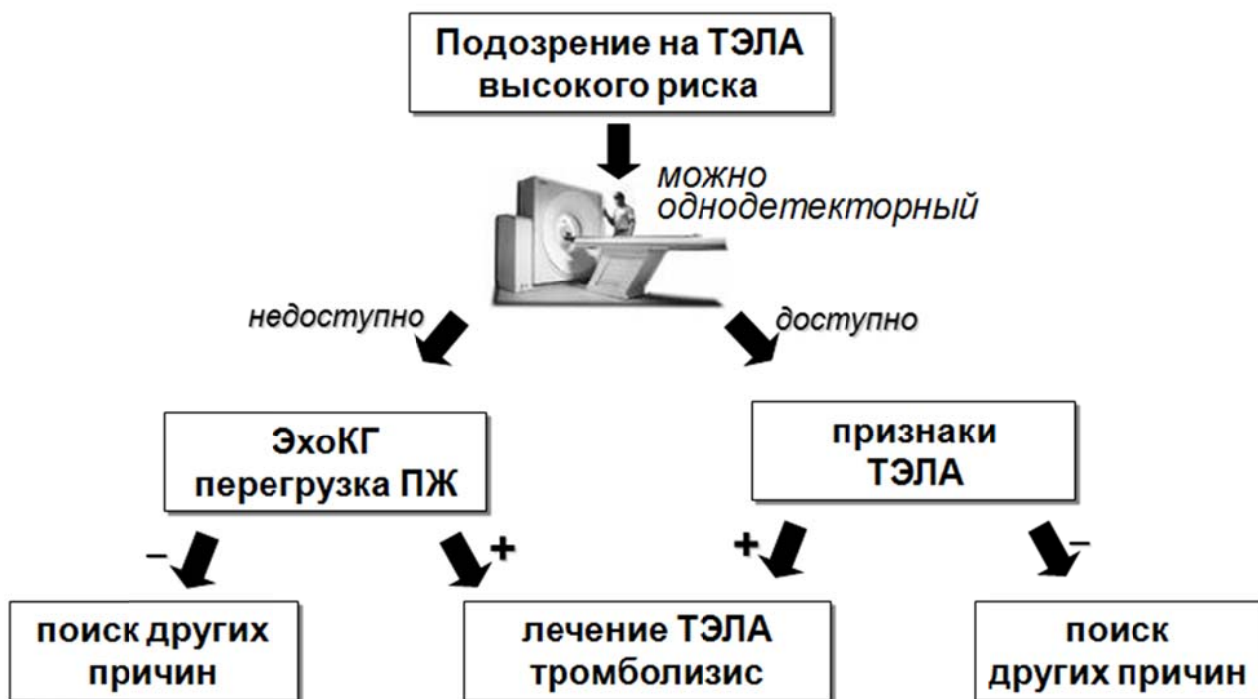 Подозрение на ТЭЛА
высокого риска
можно
однодетекторный
недоступно
доступно
ЭхоКГ
перегрузка ПЖ
признаки
ТЭЛА
–
+
+
–
поиск других
причин
лечение ТЭЛА
тромболизис
поиск
других причин